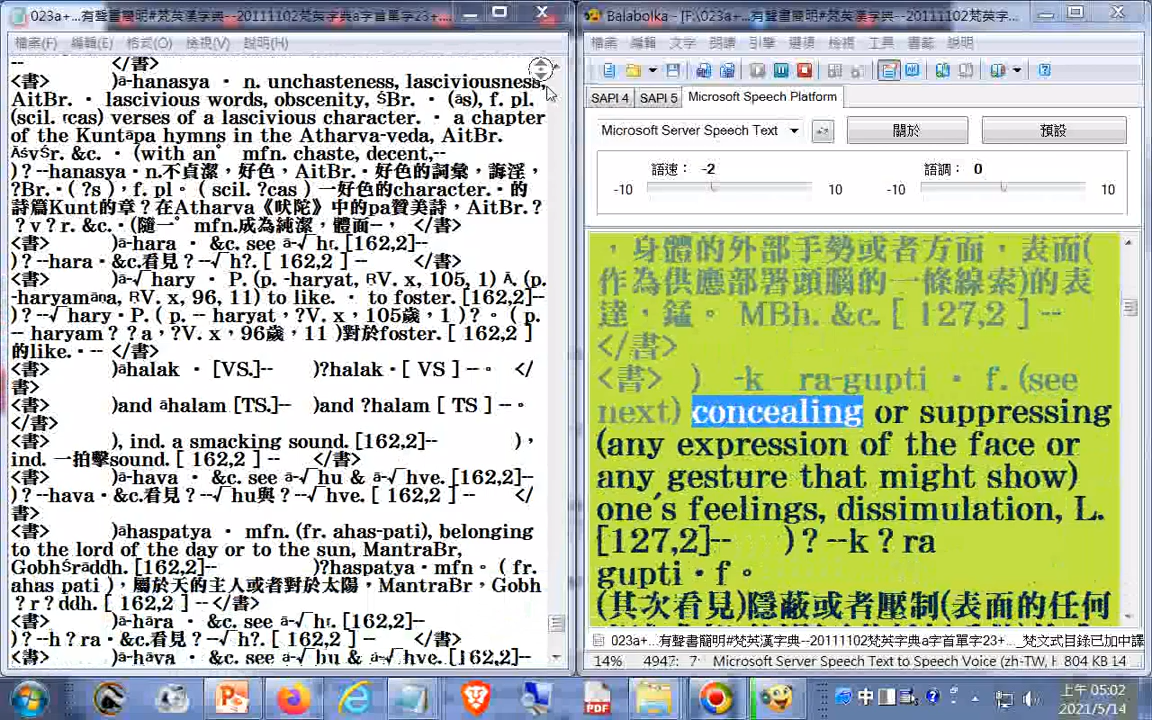 023a+...有聲書簡明#梵英漢字典--20111102梵英字典a字首單字23+...
檔案(F) 編輯(E) 格式(O) 檢視(V) 說明(H)
-- </書>
<書> )ā-hanasya · n. unchasteness, lasciviousness,
AitBr. · lascivious words, obscenity, ŚBr. · (ās), f. pl.
(scil. ṛcas) verses of a lascivious character. · a chapter
of the Kuntāpa hymns in the Atharva-veda, AitBr.
ĀśvŚr. &c. · (with an° mfn. chaste, decent,--
)? --hanasya · n.不貞潔，好色，AitBr. · 好色的詞彙，誨淫，
?Br. · ( ?s )，f. pl。( scil. ?cas ) 一好色的character. · 的
詩篇Kunt的章? 在Atharva《吠陀》中的pa贊美詩，AitBr. ?
? v ? r. &c. · (隨一° mfn.成為純潔，體面--， </書>
<書> )ā-hara · &c. see ā-√ hṛ. [162,2]--
)? --hara · &c.看見 ? --√ h?. [ 162,2 ] </書>
<書> )ā-√ hary · P. (p. -haryat, RV. x, 105, 1) Ā. (p.
-haryamāṇa, RV. x, 96, 11) to like. · to foster. [162,2]--
)? --√ hary · P. ( p. -- haryat，?V. x，105歲，1 )?。( p.
-- haryam ? ? a，?V. x，96歲，11 )對於foster. [ 162,2 ]
的like. · -- </書>
<書> )āhalak · [VS.]-- )?halak · [ VS ] --。 </
書>
<書> )and āhalam [TS.]-- )and ?halam [ TS ] --。
</書>
<書> ), ind. a smacking sound. [162,2]-- )，
ind. 一拍擊sound. [ 162,2 ] </書>
<書> )ā-hava · &c. see ā-√ hu & ā-√ hve. [162,2]--
)? --hava · &c.看見 ? --√ hu與 ? --√ hve. [ 162,2 ] </
書>
<書> )āhaspatya · mfn. (fr. ahas-pati), belonging
to the lord of the day or to the sun, MantraBr,
GobhŚrāddh. [162,2]-- )?haspatya · mfn。( fr.
ahas pati )，屬於天的主人或者對於太陽，MantraBr，Gobh
? r ? ddh. [ 162,2 ] -- </書>
<書> )ā-hāra · &c. see ā-√ hṛ. [162,2]--
)? --h ? ra · &c.看見 ? --√ h?. [ 162,2 ] </書>
<書> )ā-hāva · &c. see ā-√ hu & ā-√ hve. [162,2]--
Balabolka - [F:\023a+...有聲書簡明#梵英漢字典--20111102梵英字...
檔案 編輯 文字 朗讀 引擎 選項 檢視 工具 書籤 說明
SAPI 4 SAPI 5 Microsoft Speech Platform
Microsoft Server Speech Text 關於 預設
語速： -2 語調： 0
-10 10 -10 10
，身體的外部手勢或者方面，表面(
作為供應部署頭腦的一條線索)的表
達，錳。 MBh. &c. [ 127,2 ]
</書>
<書> ) -k ra-gupti · f. (see
next) concealing or suppressing
(any expression of the face or
any gesture that might show)
one´s feelings, dissimulation, L.
[127,2]-- )? --k ? ra
gupti · f。
(其次看見)隱蔽或者壓制(表面的任何
023a+...有聲書簡明#梵英漢字典--20111102梵英字典a字首單字23+..._梵文式目錄已加中譯
14% 4947: 7 Microsoft Server Speech Text to Speech Voice (zh-TW, H 804 KB 14
中
上午 05:02
2021/5/14